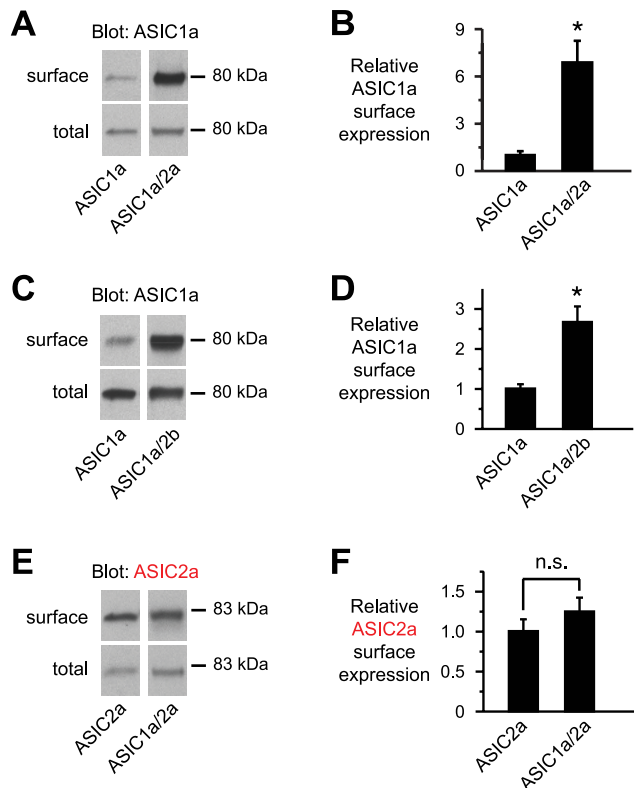 A
Blot: ASIC1a
surface
80 kDa
total
80 kDa
ASIC1a
ASIC1a/2a
B
Relative
ASIC1a
surface
expression
9
6
3
0
*
ASIC1a
ASIC1a/2a
C
Blot: ASIC1a
surface
80 kDa
total
80 kDa
ASIC1a
ASIC1a/2b
D
Relative
ASIC1a
surface
expression
3
2
1
0
*
ASIC1a
ASIC1a/2b
E
Blot: ASIC2a
surface
83 kDa
total
83 kDa
ASIC2a
ASIC1a/2a
F
Relative
ASIC2a
surface
expression
1.5
1.0
0.5
0
n.s.
ASIC2a
ASIC1a/2a